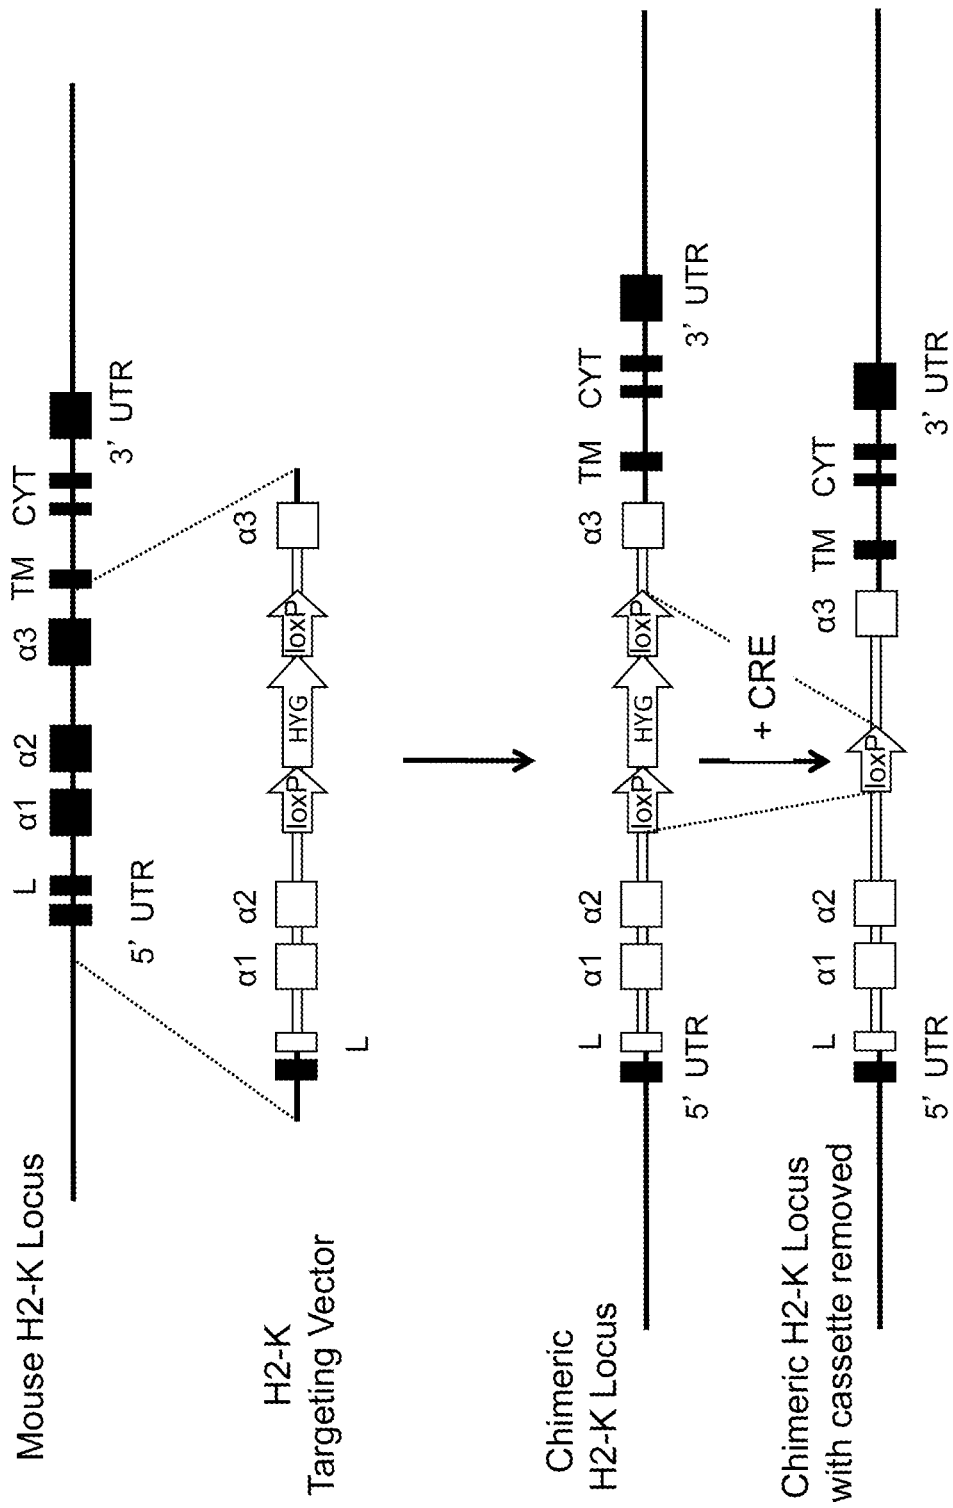 Mouse H2-K Locus
L α1 α2 α3 TM CYT
5’ UTR 3’ UTR
H2-K
Targeting Vector
α1 α2 α3
loxP HYG loxP
L
Chimeric
H2-K Locus
L α1 α2 α3 TM CYT
loxP HYG loxP
5’ UTR 3’ UTR
+ CRE
Chimeric H2-K Locus
with cassette removed
L α1 α2 α3 TM CYT
loxP
5’ UTR 3’ UTR